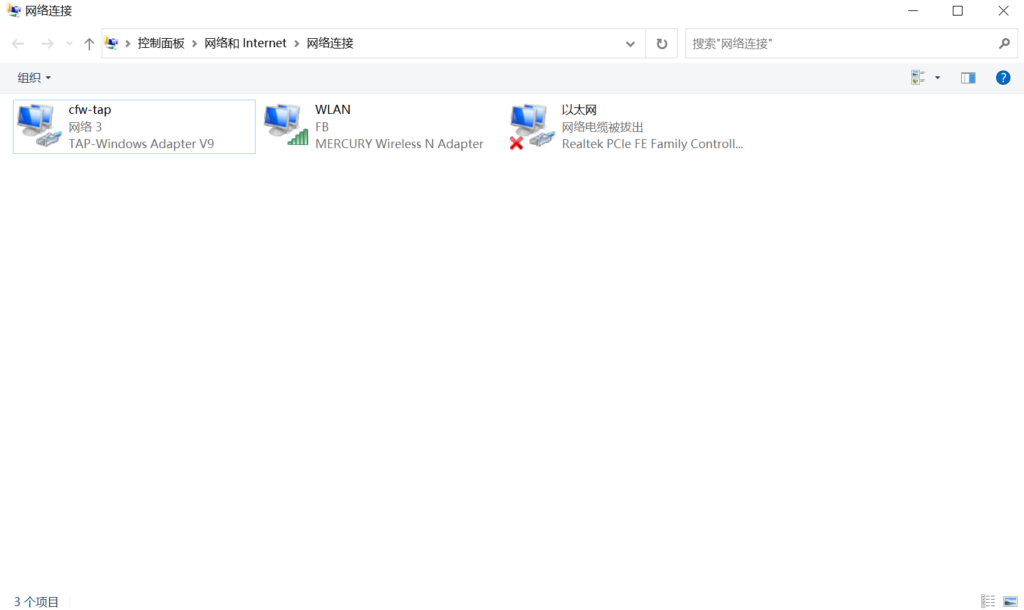 网络连接
控制面板 网络和 Internet 网络连接
搜索"网络连接"
组织
cfw-tap
网络 3
TAP-Windows Adapter V9
WLAN
FB
MERCURY Wireless N Adapter
以太网
网络电缆被拔出
Realtek PCIe FE Family Controll...
3 个项目